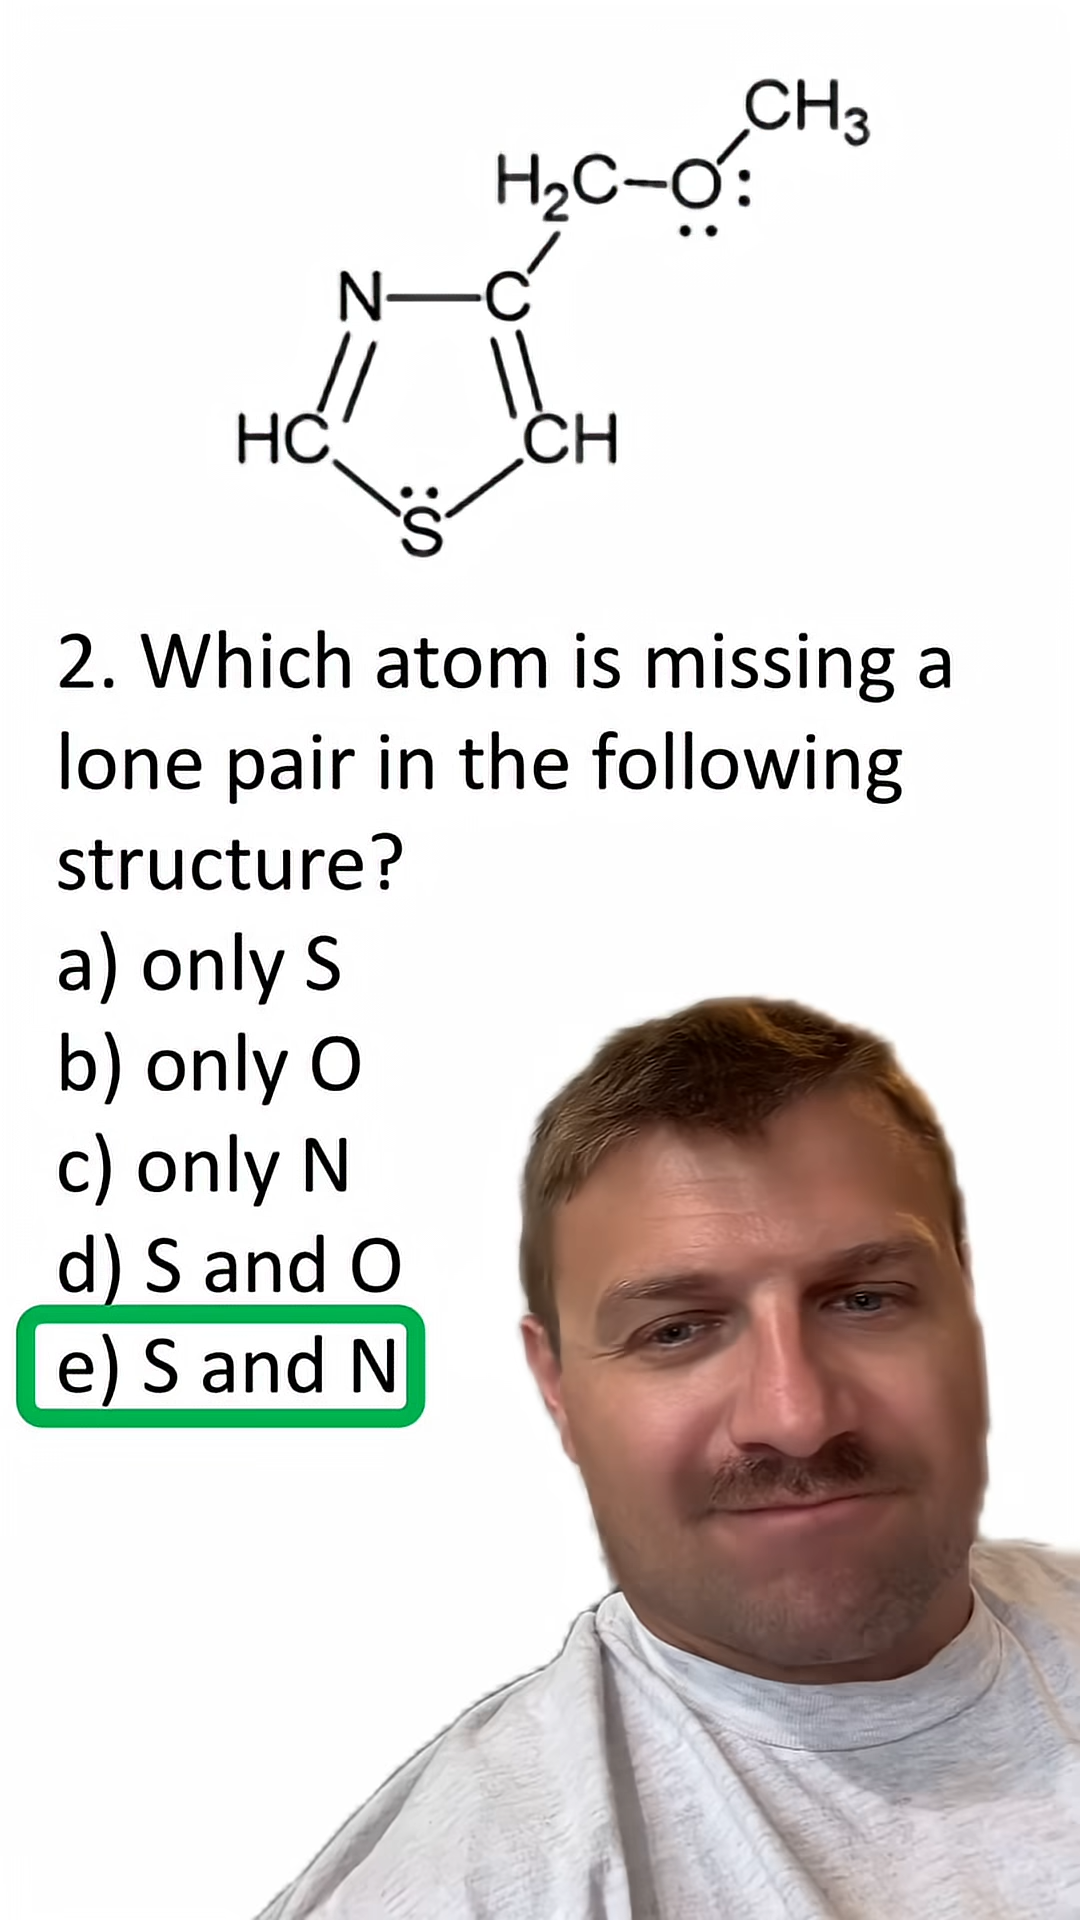 CH₃
H₂C–O:
N—C
HC
CH
S
2. Which atom is missing a
lone pair in the following
structure?
a) only S
b) only O
c) only N
d) S and O
e) S and N